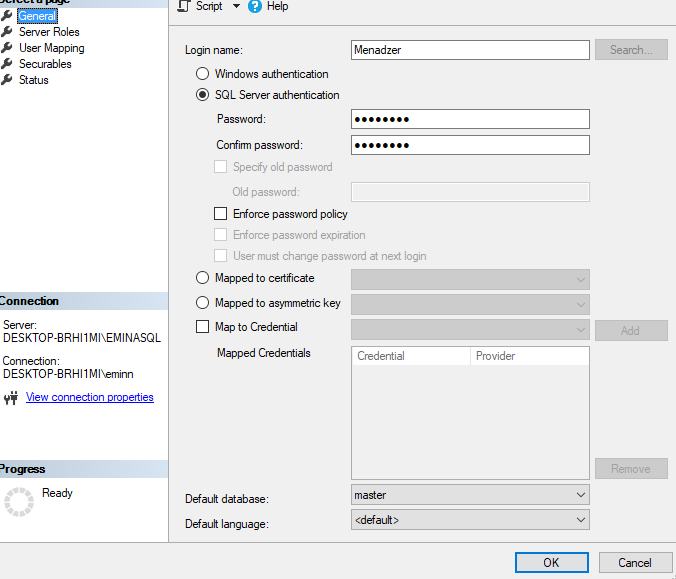 Select a page
Script Help
General
Server Roles
User Mapping
Securables
Status
Login name: Menadzer Search...
Windows authentication
SQL Server authentication
Password: ●●●●●●●●
Confirm password: ●●●●●●●●
Specify old password
Old password:
Enforce password policy
Enforce password expiration
User must change password at next login
Mapped to certificate
Mapped to asymmetric key
Map to Credential Add
Mapped Credentials Credential Provider
Remove
Default database: master
Default language: <default>
Connection
Server:
DESKTOP-BRHI1MI\EMINASQL
Connection:
DESKTOP-BRHI1MI\eminn
View connection properties
Progress
Ready
OK Cancel